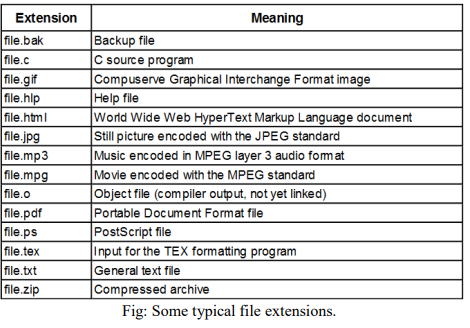 Extension Meaning
file.bak Backup file
file.c C source program
file.gif Compuserve Graphical Interchange Format image
file.hlp Help file
file.html World Wide Web HyperText Markup Language document
file.jpg Still picture encoded with the JPEG standard
file.mp3 Music encoded in MPEG layer 3 audio format
file.mpg Movie encoded with the MPEG standard
file.o Object file (compiler output, not yet linked)
file.pdf Portable Document Format file
file.ps PostScript file
file.tex Input for the TEX formatting program
file.txt General text file
file.zip Compressed archive
Fig: Some typical file extensions.